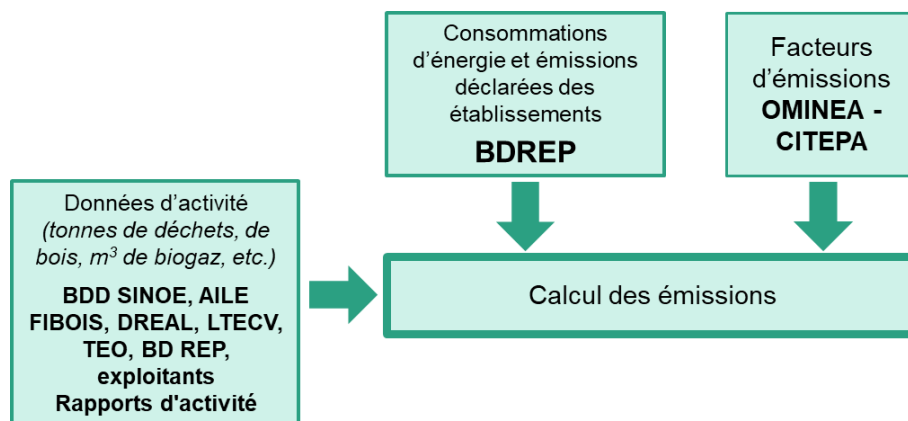 Consommations
d’énergie et émissions
déclarées des
établissements
BDREP
Facteurs
d’émissions
OMINEA -
CITEPA
Données d’activité
(tonnes de déchets, de
bois, m³ de biogaz, etc.)
BDD SINOE, AILE
FIBOIS, DREAL, LTECV,
TEO, BD REP,
exploitants
Rapports d'activité
Calcul des émissions